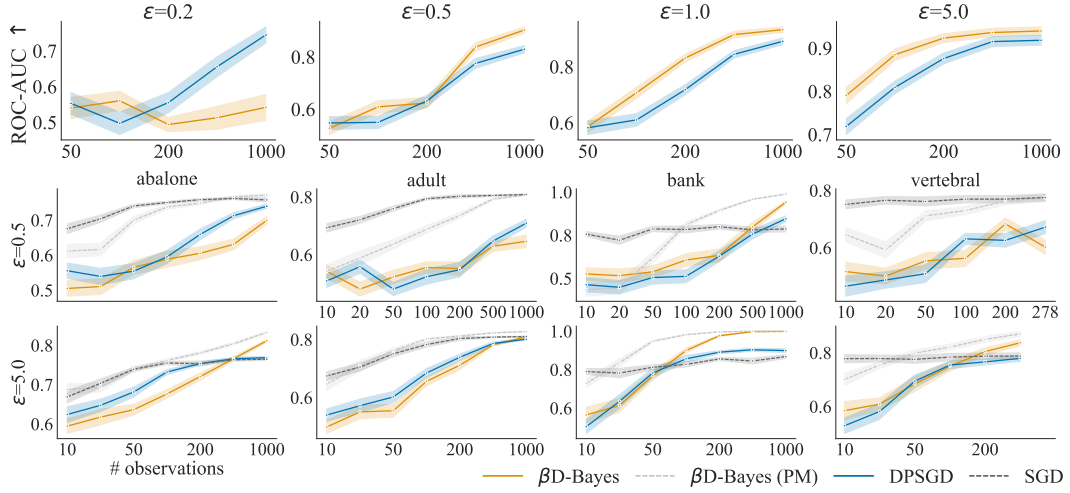 ε=0.2 ε=0.5 ε=1.0 ε=5.0
ROC-AUC ↑
0.7 0.6 0.5
0.8 0.6
0.8 0.6
0.9 0.8 0.7
50 200 1000 50 200 1000 50 200 1000 50 200 1000
abalone adult bank vertebral
ε=0.5
0.7 0.6 0.5
0.8 0.6
1.0 0.8 0.5
0.8 0.6
10 20 50 100 200 500 1000 10 20 50 100 200 500 1000 10 20 50 100 200 278
ε=5.0
0.8 0.7 0.6
0.8 0.6
1.0 0.8 0.6
0.8 0.6
10 50 200 1000 10 50 200 1000 10 50 200 1000 10 50 200
# observations
βD-Bayes βD-Bayes (PM) DPSGD SGD